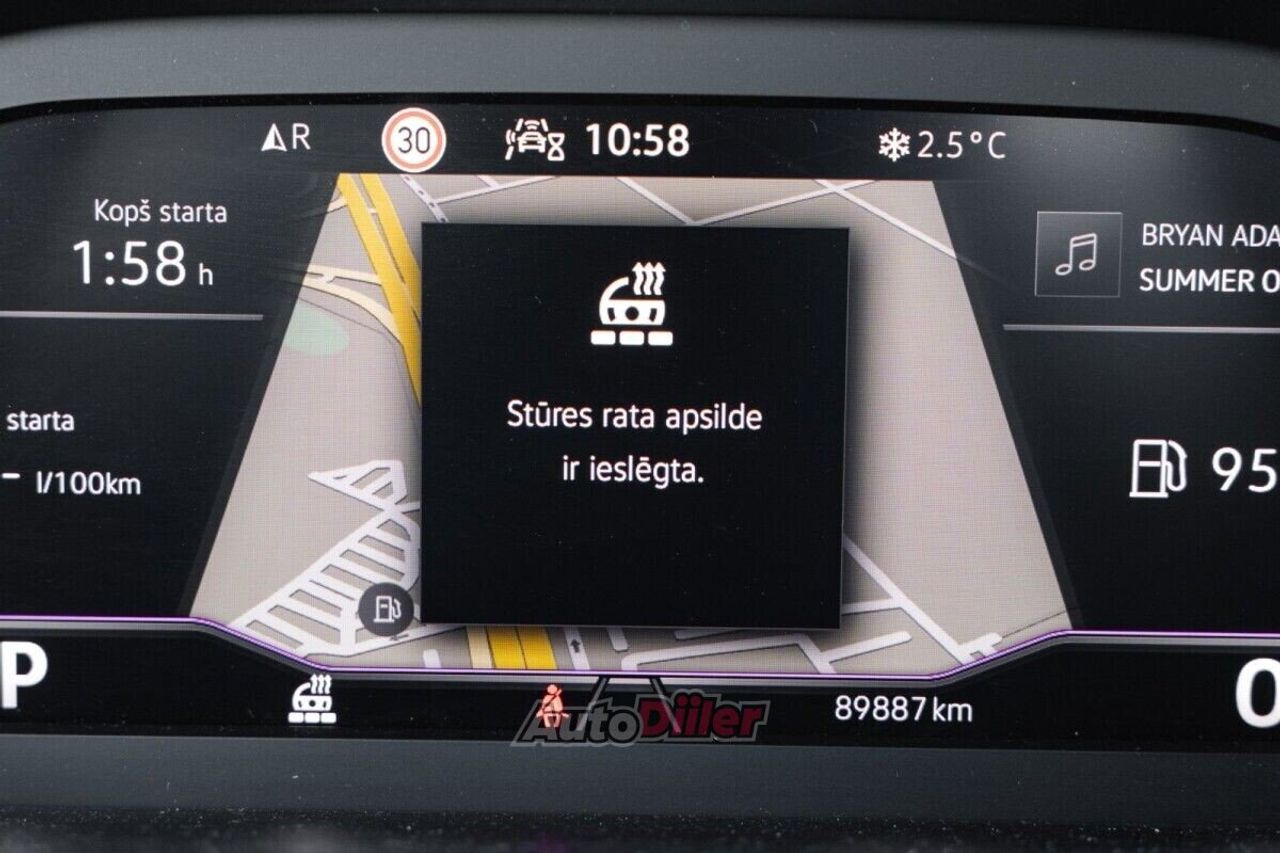 R
30
10:58
2.5°C
Kopš starta
1:58 h
BRYAN ADA
SUMMER O
Stūres rata apsilde
ir ieslēgta.
starta
- l/100km
95
P
AutoDiiler
89887 km
0